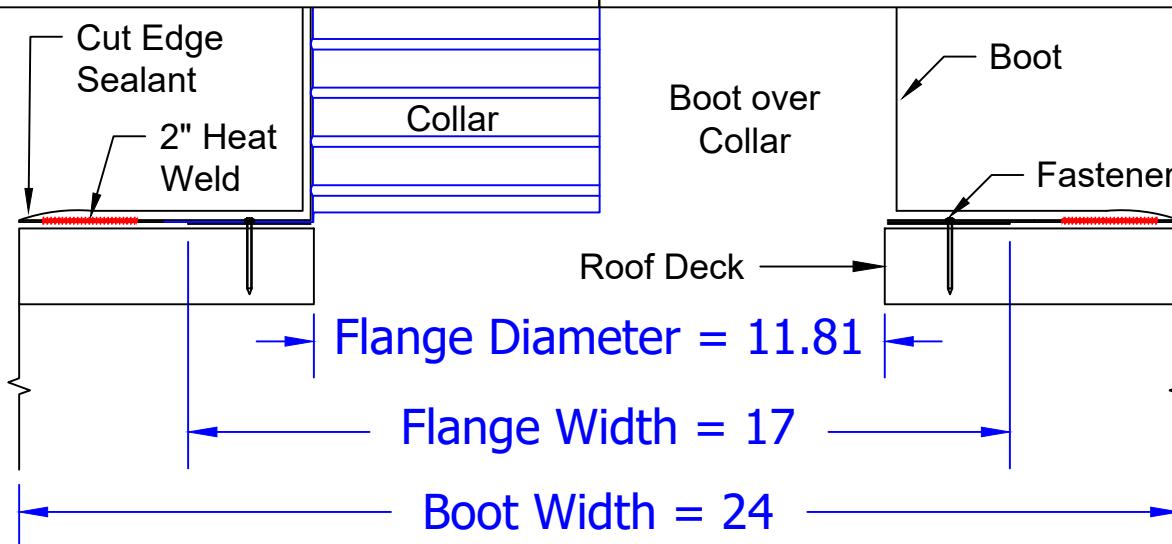 Cut Edge
Sealant
2" Heat
Weld
Collar
Boot over
Collar
Boot
Fastener
Roof Deck
Flange Diameter = 11.81
Flange Width = 17
Boot Width = 24